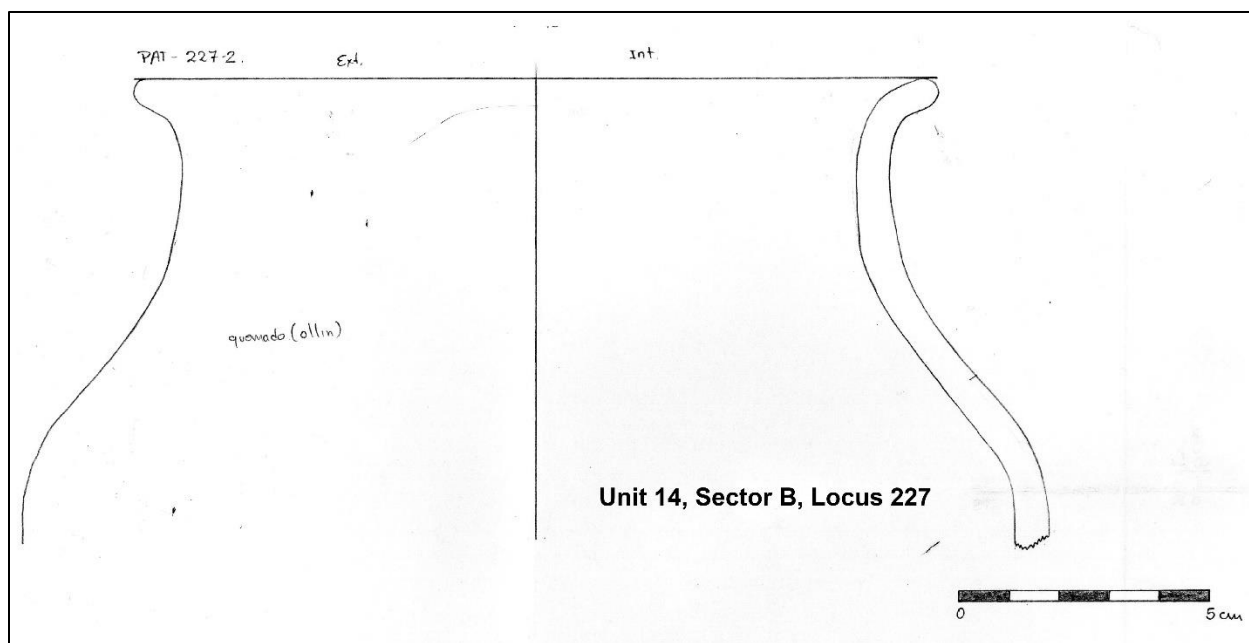 PAT - 227-2. Ext. Int.
quemado (ollin)
Unit 14, Sector B, Locus 227
0 5 cm